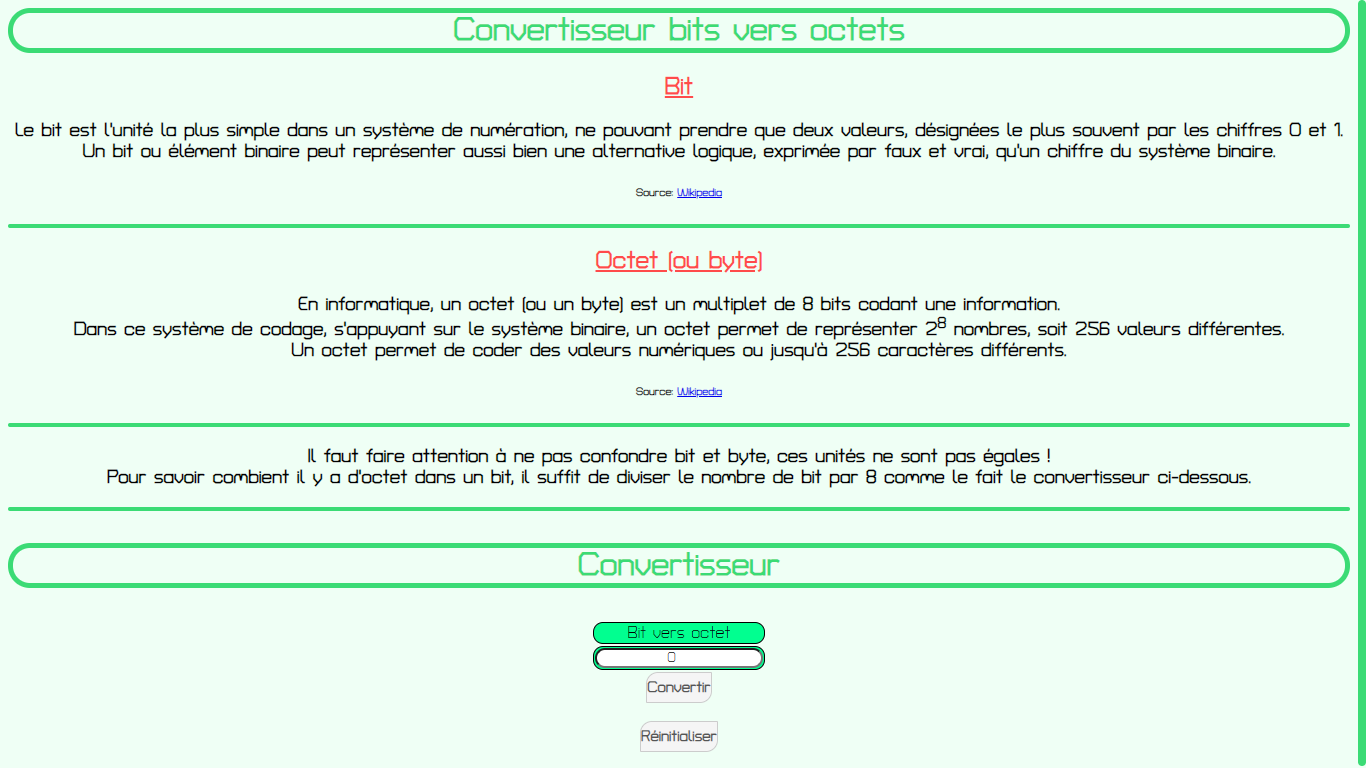 Convertisseur bits vers octets
Bit
Le bit est l'unité la plus simple dans un système de numération, ne pouvant prendre que deux valeurs, désignées le plus souvent par les chiffres 0 et 1.
Un bit ou élément binaire peut représenter aussi bien une alternative logique, exprimée par faux et vrai, qu'un chiffre du système binaire.
Source: Wikipedia
Octet (ou byte)
En informatique, un octet (ou un byte) est un multiplet de 8 bits codant une information.
Dans ce système de codage, s'appuyant sur le système binaire, un octet permet de représenter 2⁸ nombres, soit 256 valeurs différentes.
Un octet permet de coder des valeurs numériques ou jusqu'à 256 caractères différents.
Source: Wikipedia
Il faut faire attention à ne pas confondre bit et byte, ces unités ne sont pas égales !
Pour savoir combient il y a d'octet dans un bit, il suffit de diviser le nombre de bit par 8 comme le fait le convertisseur ci-dessous.
Convertisseur
Bit vers octet
0
Convertir
Réinitialiser